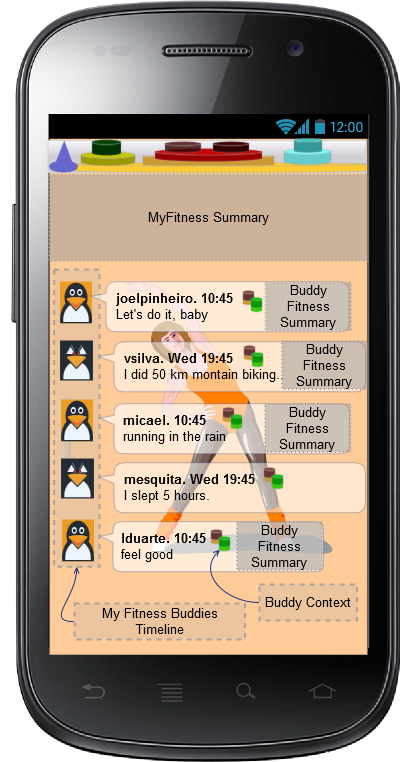 12:00
MyFitness Summary
joelpinheiro. 10:45
Let's do it, baby
Buddy
Fitness
Summary
vsilva. Wed 19:45
I did 50 km montain biking..
Buddy
Fitness
Summary
micael. 10:45
running in the rain
Buddy
Fitness
Summary
mesquita. Wed 19:45
I slept 5 hours.
lduarte. 10:45
feel good
Buddy
Fitness
Summary
Buddy Context
My Fitness Buddies
Timeline